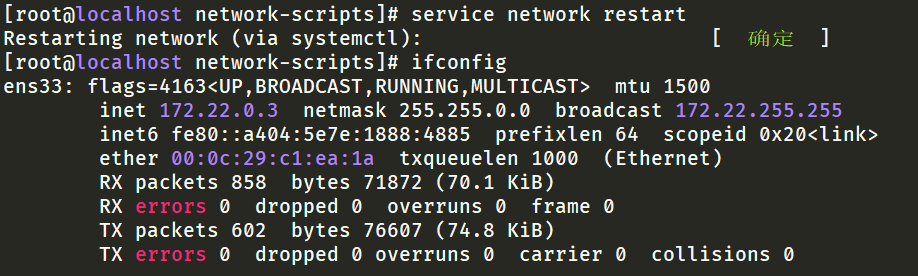 [root@localhost network-scripts]# service network restart
Restarting network (via systemctl):                        [  确定  ]
[root@localhost network-scripts]# ifconfig
ens33: flags=4163<UP,BROADCAST,RUNNING,MULTICAST>  mtu 1500
        inet 172.22.0.3  netmask 255.255.0.0  broadcast 172.22.255.255
        inet6 fe80::a404:5e7e:1888:4885  prefixlen 64  scopeid 0x20<link>
        ether 00:0c:29:c1:ea:1a  txqueuelen 1000  (Ethernet)
        RX packets 858  bytes 71872 (70.1 KiB)
        RX errors 0  dropped 0  overruns 0  frame 0
        TX packets 602  bytes 76607 (74.8 KiB)
        TX errors 0  dropped 0 overruns 0  carrier 0  collisions 0